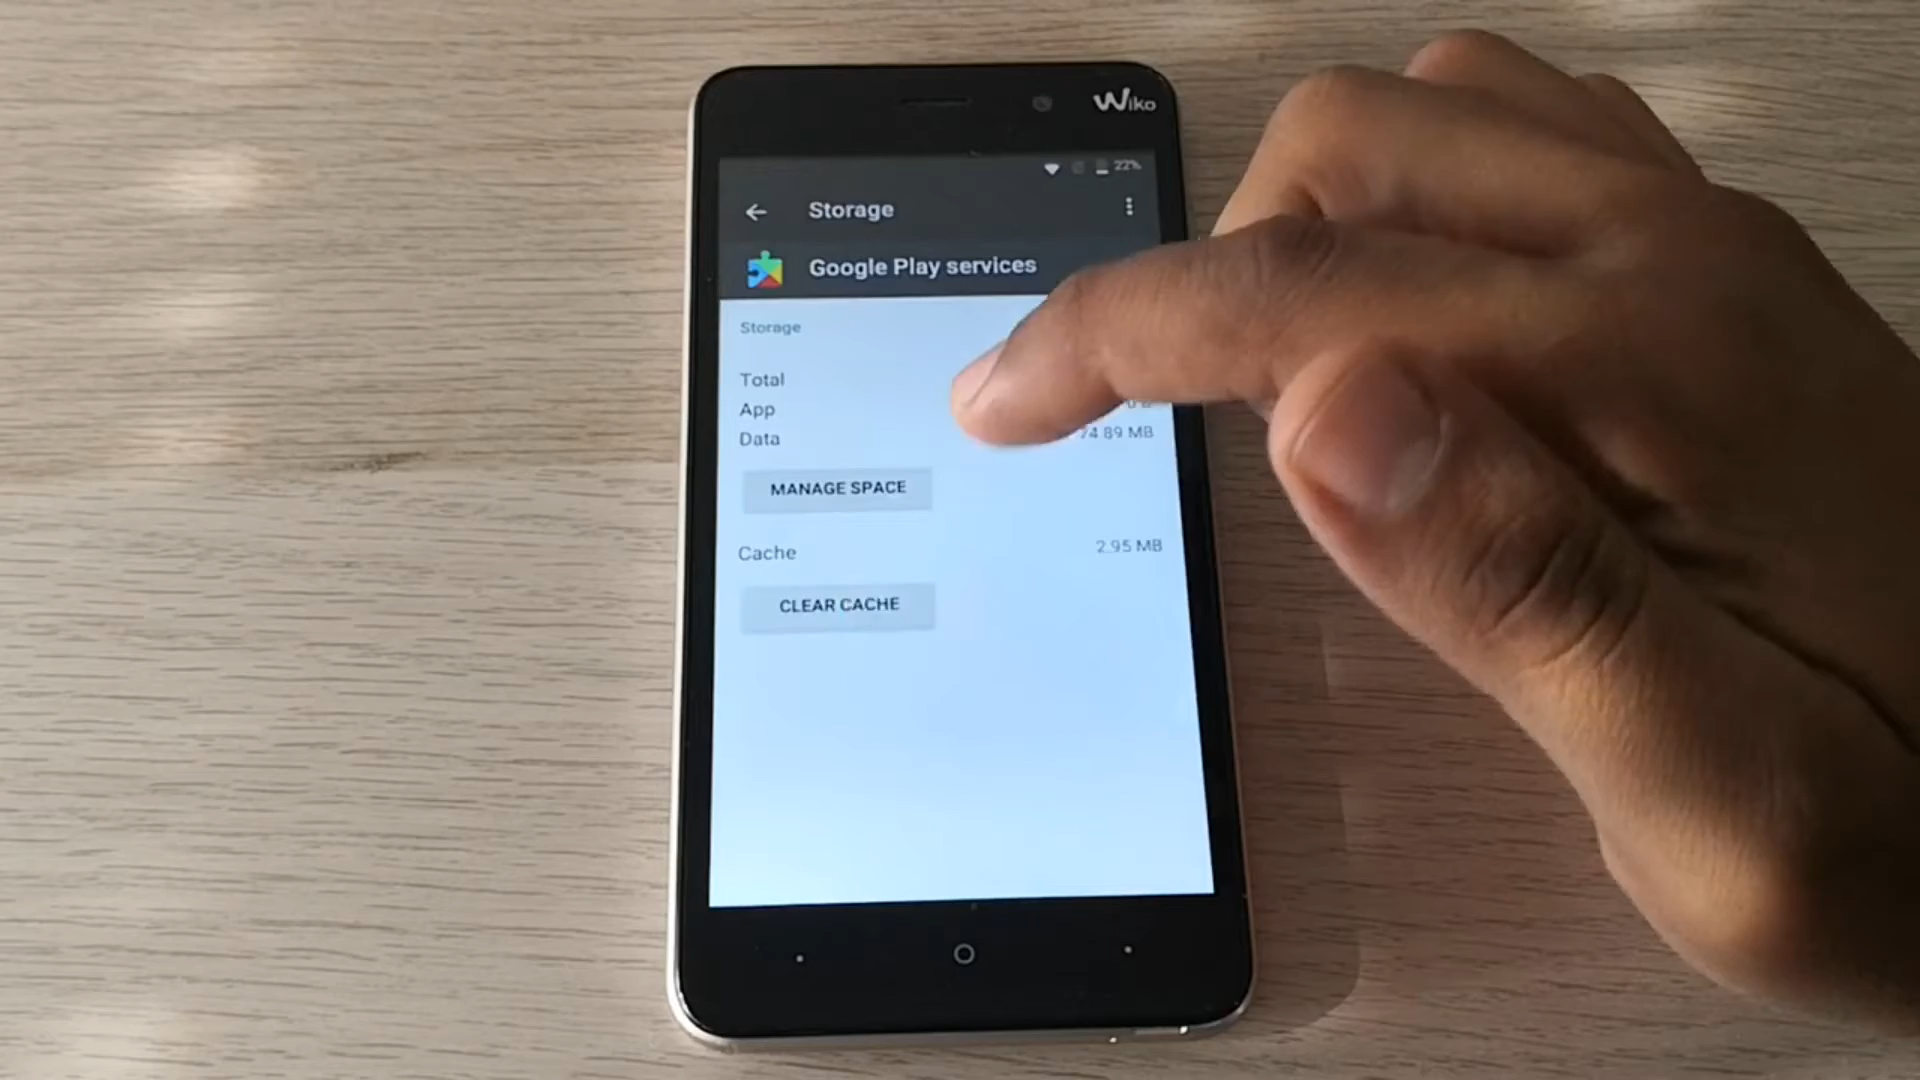 Wiko
22%
Storage
Google Play services
Storage
Total
App
Data 74.89 MB
MANAGE SPACE
Cache 2.95 MB
CLEAR CACHE